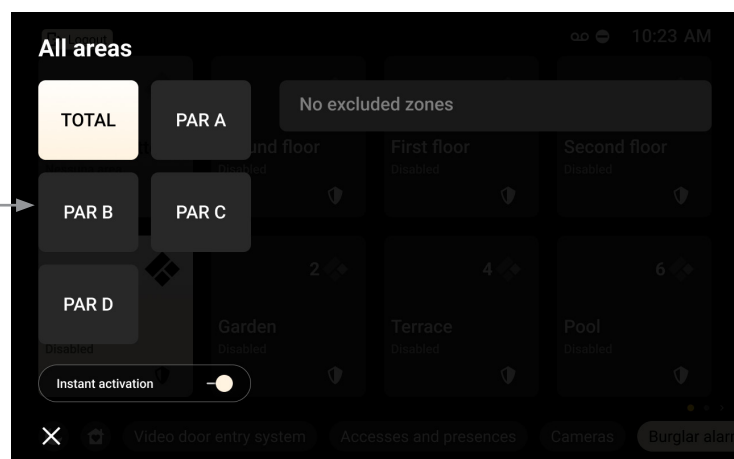 Logout
10:23 AM
All areas
TOTAL
PAR A
No excluded zones
und floor
First floor
Second floor
Disabled
Disabled
Disabled
PAR B
PAR C
2
4
6
PAR D
Garden
Terrace
Pool
Disabled
Disabled
Disabled
Disabled
Instant activation
Video door entry system
Accesses and presences
Cameras
Burglar alar